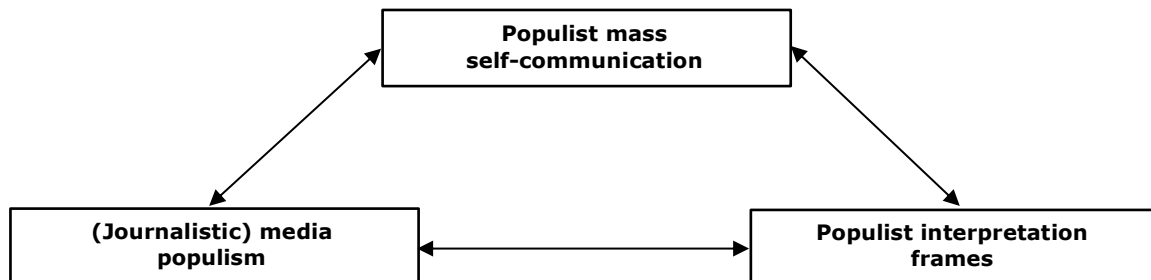 Populist mass
self-communication
(Journalistic) media
populism
Populist interpretation
frames